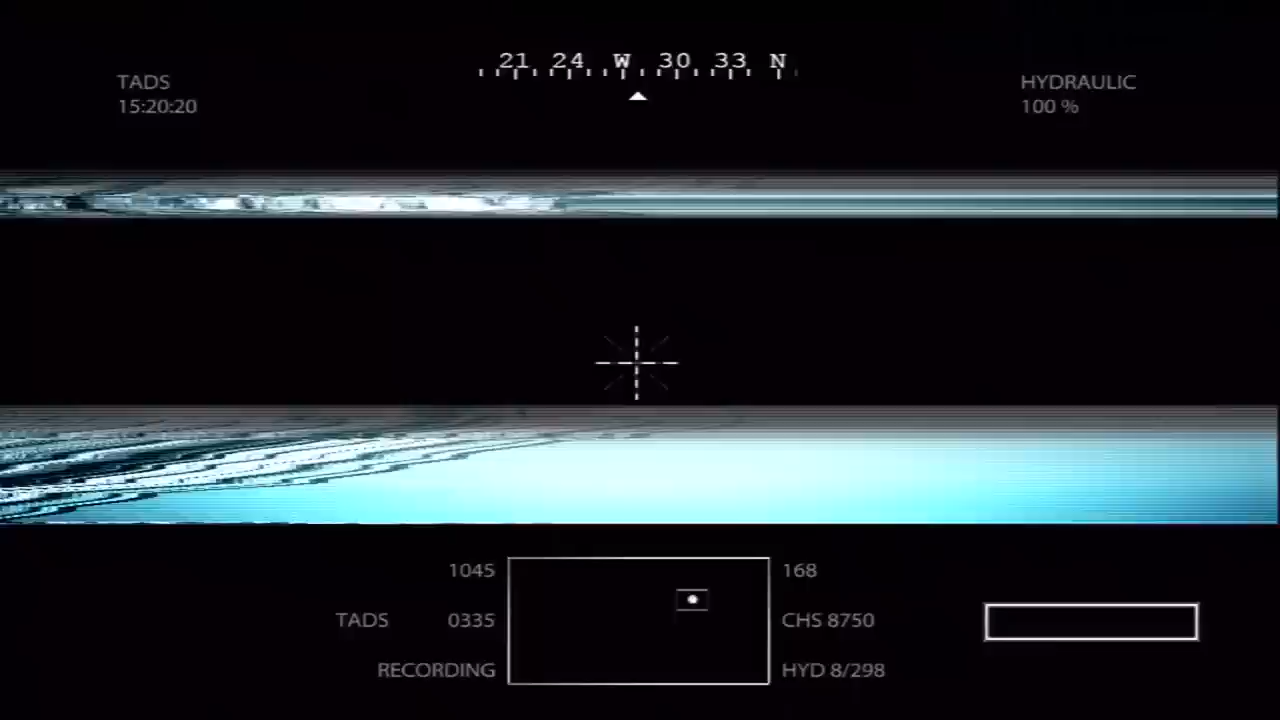 21 24 W 30 33 N
TADS
15:20:20
HYDRAULIC
100 %
1045
168
TADS 0335
CHS 8750
RECORDING
HYD 8/298